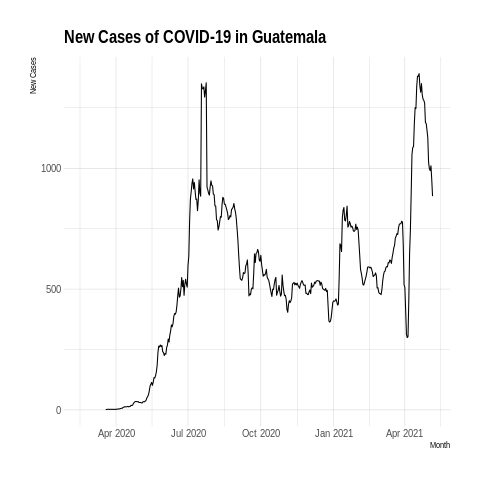 New Cases of COVID-19 in Guatemala
New Cases
1000
500
0
Apr 2020 Jul 2020 Oct 2020 Jan 2021 Apr 2021
Month